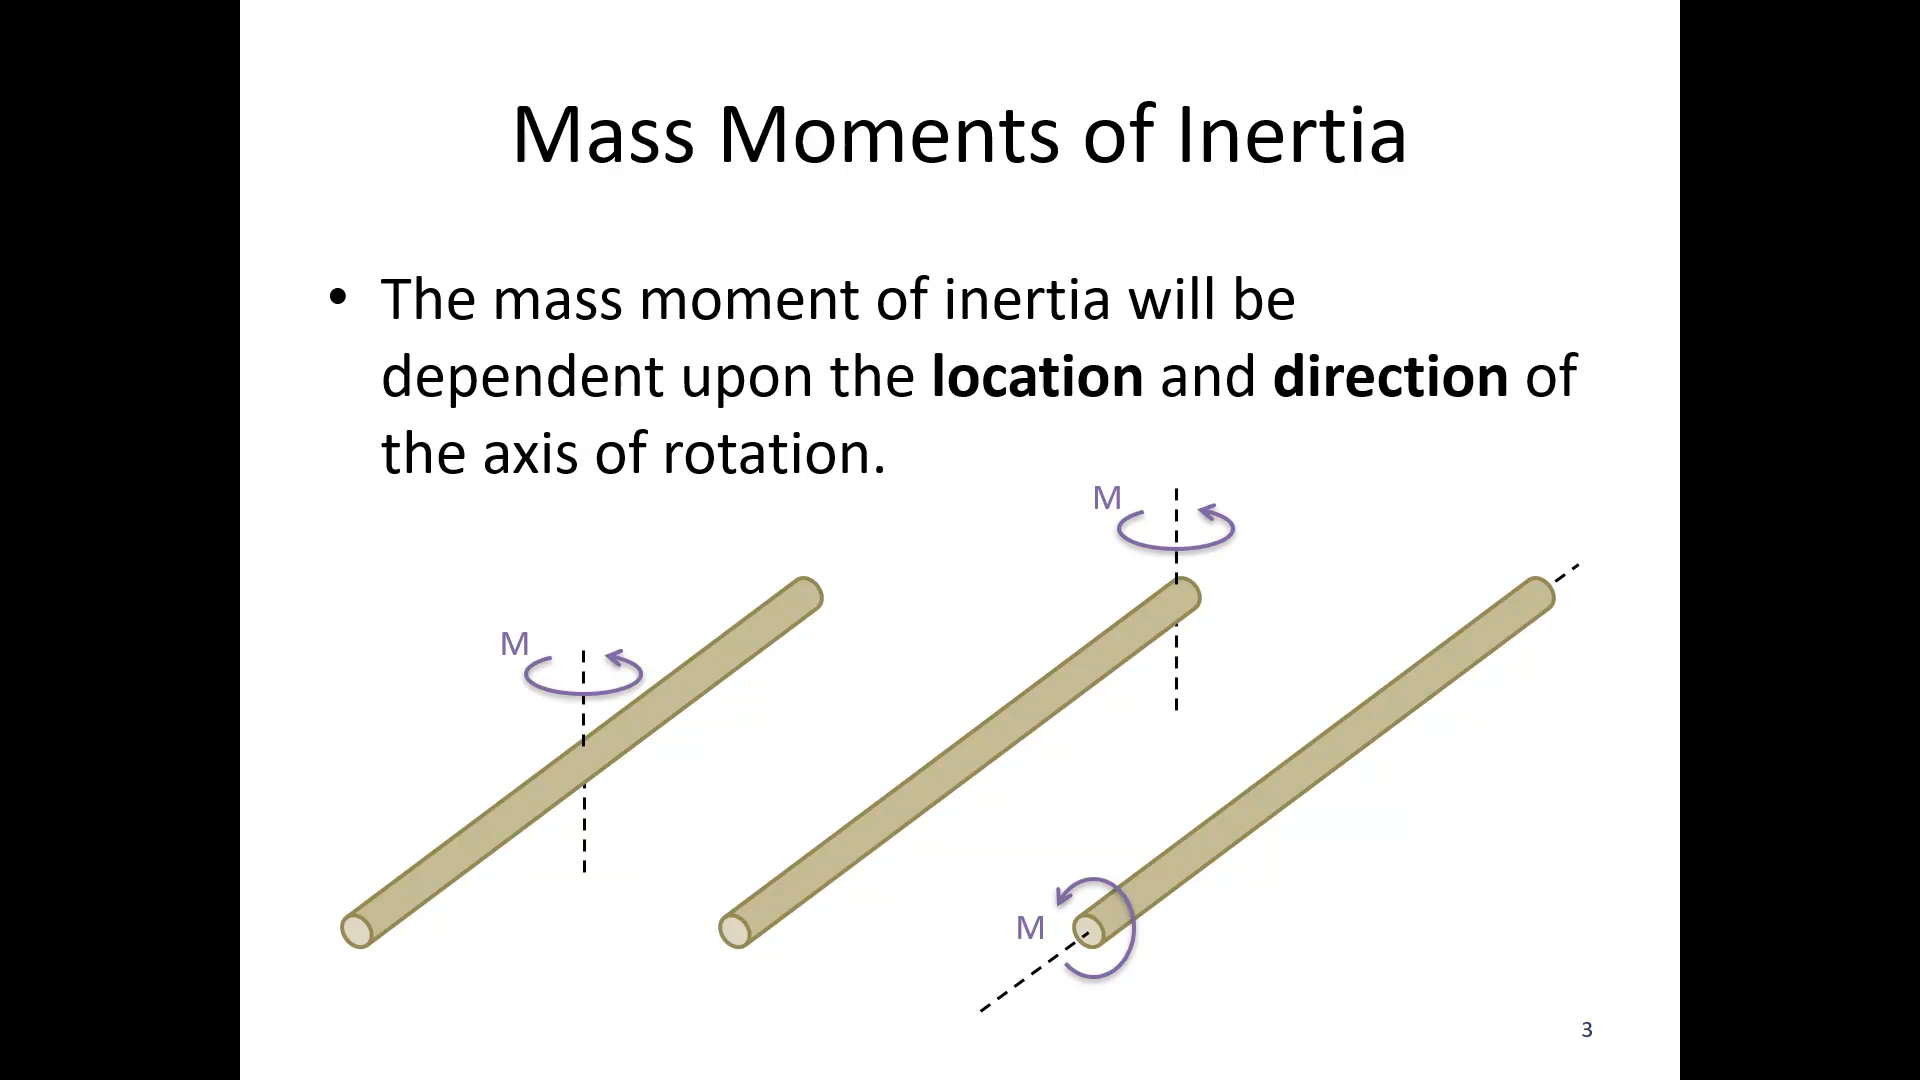 Mass Moments of Inertia
• The mass moment of inertia will be
dependent upon the location and direction of
the axis of rotation.
M
M
M
3